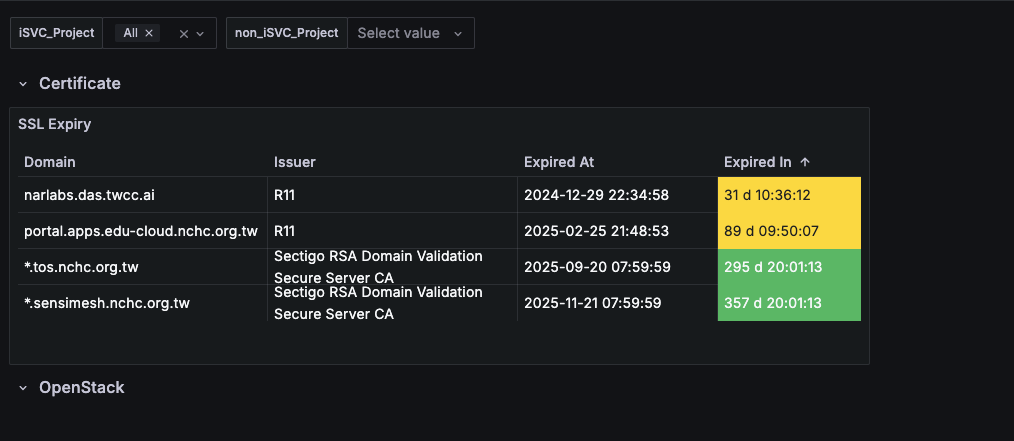 iSVC_Project All non_iSVC_Project Select value
Certificate
SSL Expiry
Domain Issuer Expired At Expired In
narlabs.das.twcc.ai R11 2024-12-29 22:34:58 31 d 10:36:12
portal.apps.edu-cloud.nchc.org.tw R11 2025-02-25 21:48:53 89 d 09:50:07
*.tos.nchc.org.tw Sectigo RSA Domain Validation Secure Server CA 2025-09-20 07:59:59 295 d 20:01:13
*.sensimesh.nchc.org.tw Sectigo RSA Domain Validation Secure Server CA 2025-11-21 07:59:59 357 d 20:01:13
OpenStack